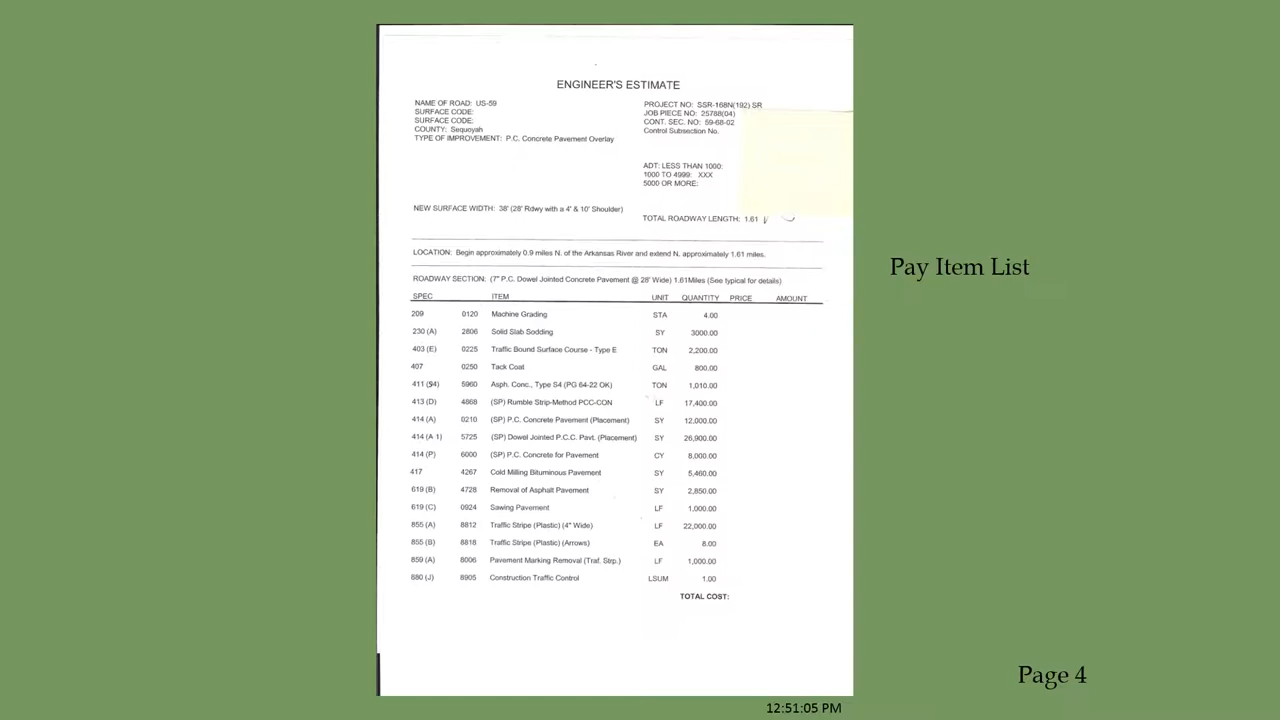 ENGINEER'S ESTIMATE
NAME OF ROAD: US-59
SURFACE CODE:
SURFACE CODE:
COUNTY: Sequoyah
TYPE OF IMPROVEMENT: P.C. Concrete Pavement Overlay
PROJECT NO: SSR-168N(192) SR
JOB PIECE NO: 25788(04)
CONT. SEC. NO: 59-68-02
Control Subsection No.
ADT: LESS THAN 1000:
1000 TO 4999: XXX
5000 OR MORE:
NEW SURFACE WIDTH: 38' (28' Rdwy with a 4' & 10' Shoulder)
TOTAL ROADWAY LENGTH: 1.61
LOCATION: Begin approximately 0.9 miles N. of the Arkansas River and extend N. approximately 1.61 miles.
ROADWAY SECTION: (7" P.C. Dowel Jointed Concrete Pavement @ 28' Wide) 1.61Miles (See typical for details)
SPEC ITEM UNIT QUANTITY PRICE AMOUNT
209 0120 Machine Grading STA 4.00
230 (A) 2806 Solid Slab Sodding SY 3000.00
403 (E) 0225 Traffic Bound Surface Course - Type E TON 2,200.00
407 0250 Tack Coat GAL 800.00
411 (S4) 5960 Asph. Conc., Type S4 (PG 64-22 OK) TON 1,010.00
413 (D) 4868 (SP) Rumble Strip-Method PCC-CON LF 17,400.00
414 (A) 0210 (SP) P.C. Concrete Pavement (Placement) SY 12,000.00
414 (A 1) 5725 (SP) Dowel Jointed P.C.C. Pavt. (Placement) SY 26,900.00
414 (P) 6000 (SP) P.C. Concrete for Pavement CY 8,000.00
417 4267 Cold Milling Bituminous Pavement SY 5,460.00
619 (B) 4728 Removal of Asphalt Pavement SY 2,850.00
619 (C) 0924 Sawing Pavement LF 1,000.00
855 (A) 8812 Traffic Stripe (Plastic) (4" Wide) LF 22,000.00
855 (B) 8818 Traffic Stripe (Plastic) (Arrows) EA 8.00
859 (A) 8006 Pavement Marking Removal (Traf. Strp.) LF 1,000.00
880 (J) 8905 Construction Traffic Control LSUM 1.00
TOTAL COST:
Pay Item List
Page 4
12:51:05 PM